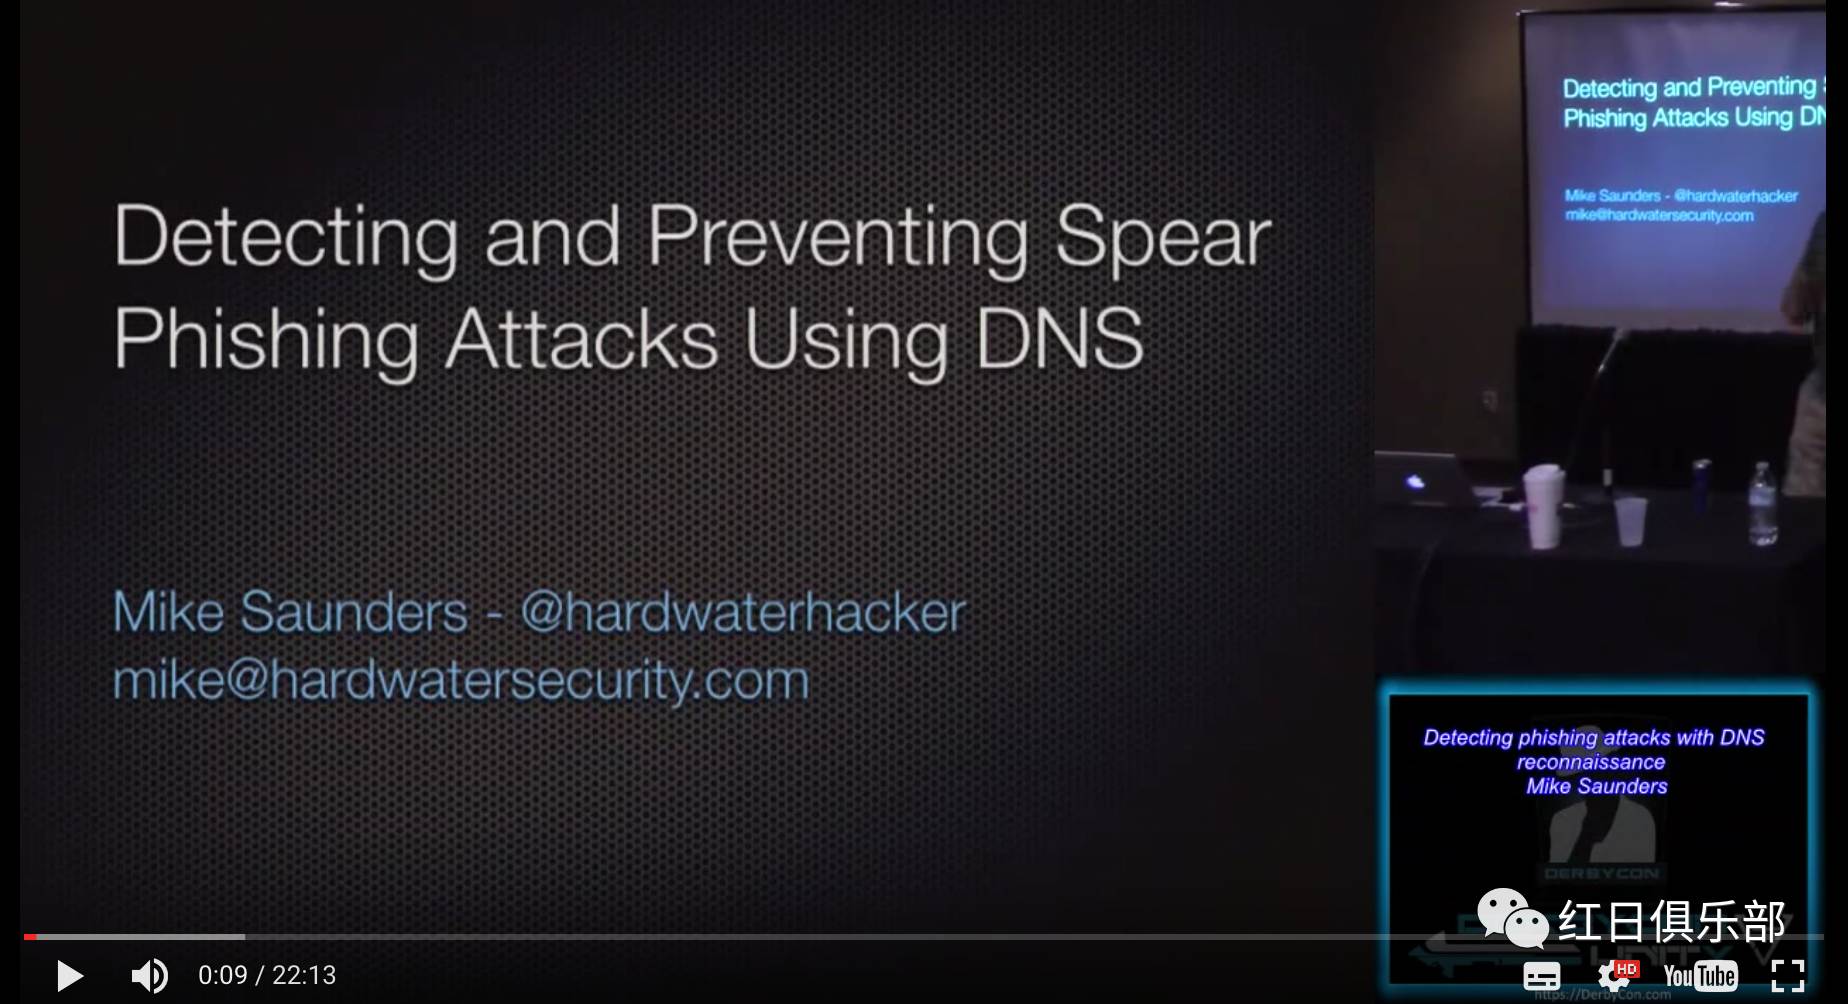 Detecting and Preventing Spear
Phishing Attacks Using DNS
Mike Saunders - @hardwaterhacker
mike@hardwatersecurity.com
Detecting and Preventing
Phishing Attacks Using
Mike Saunders - @hardwaterhacker
mike@hardwatersecurity.com
Detecting phishing attacks with DNS
reconnaissance
Mike Saunders
DERBYCON
红日俱乐部
0:09 / 22:13
HD
YouTube
https://DerbyCon.com